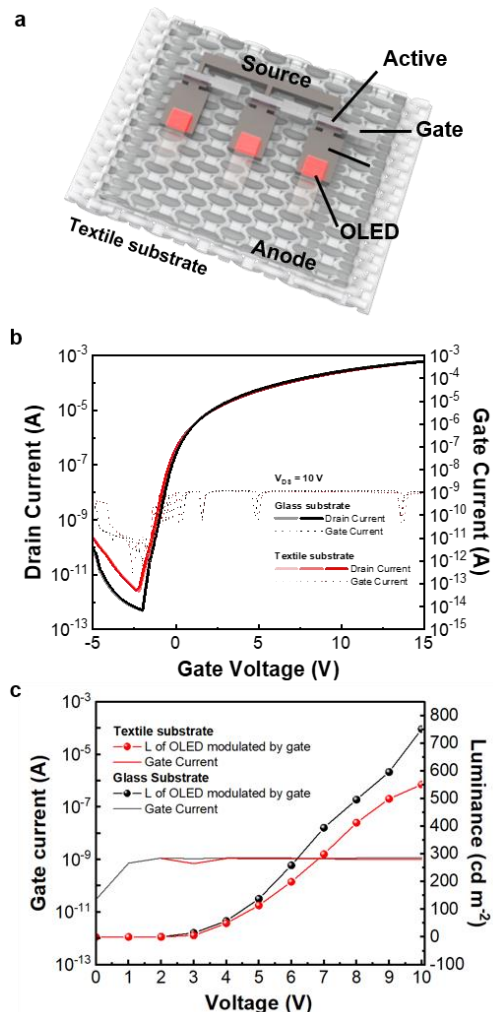 a
Source
Active
Gate
OLED
Anode
Textile substrate
b
Drain Current (A)
10⁻³
10⁻⁵
10⁻⁷
10⁻⁹
10⁻¹¹
10⁻¹³
V_DS = 10 V
Glass substrate
Drain Current
Gate Current
Textile substrate
Drain Current
Gate Current
10⁻³
10⁻⁴
10⁻⁵
10⁻⁶
10⁻⁷
10⁻⁸
10⁻⁹
10⁻¹⁰
10⁻¹¹
10⁻¹²
10⁻¹³
10⁻¹⁴
10⁻¹⁵
Gate Current (A)
-5 0 5 10 15
Gate Voltage (V)
c
Gate current (A)
10⁻³
10⁻⁵
10⁻⁷
10⁻⁹
10⁻¹¹
10⁻¹³
Textile substrate
L of OLED modulated by gate
Gate Current
Glass Substrate
L of OLED modulated by gate
Gate Current
800
700
600
500
400
300
200
100
0
-100
Luminance (cd m⁻²)
0 1 2 3 4 5 6 7 8 9 10
Voltage (V)